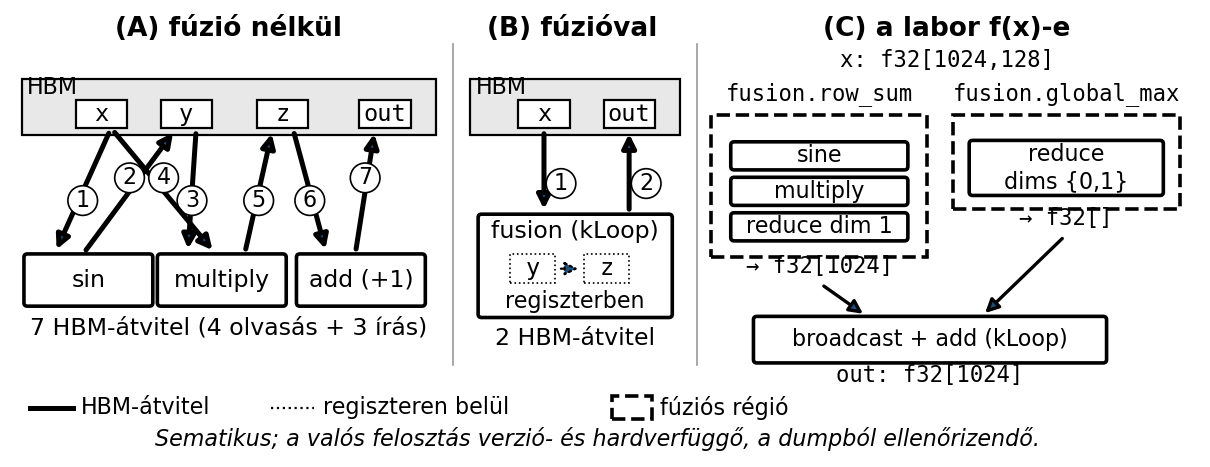 (A) fúzió nélkül
HBM
x
y
z
out
1
2
4
3
5
6
7
sin
multiply
add (+1)
7 HBM-átvitel (4 olvasás + 3 írás)
(B) fúzióval
HBM
x
out
1
2
fusion (kLoop)
y
z
regiszterben
2 HBM-átvitel
(C) a labor f(x)-e
x: f32[1024,128]
fusion.row_sum
sine
multiply
reduce dim 1
→ f32[1024]
fusion.global_max
reduce
dims {0,1}
→ f32[]
broadcast + add (kLoop)
out: f32[1024]
HBM-átvitel
regiszteren belül
fúziós régió
Sematikus; a valós felosztás verzió- és hardverfüggő, a dumpból ellenőrizendő.